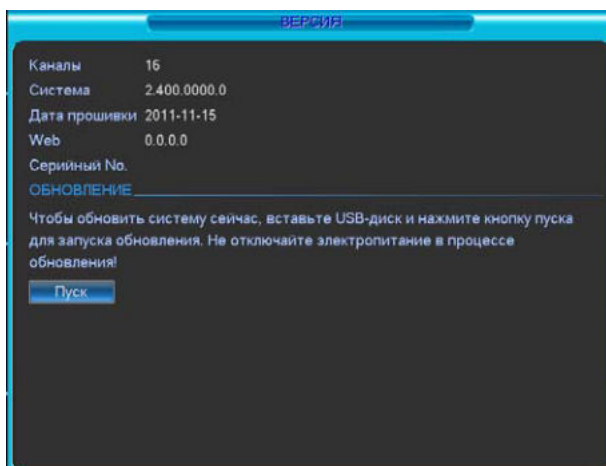 ВЕРСИЯ
Каналы 16
Система 2.400.0000.0
Дата прошивки 2011-11-15
Web 0.0.0.0
Серийный No.
ОБНОВЛЕНИЕ
Чтобы обновить систему сейчас, вставьте USB-диск и нажмите кнопку пуска
для запуска обновления. Не отключайте электропитание в процессе
обновления!
Пуск